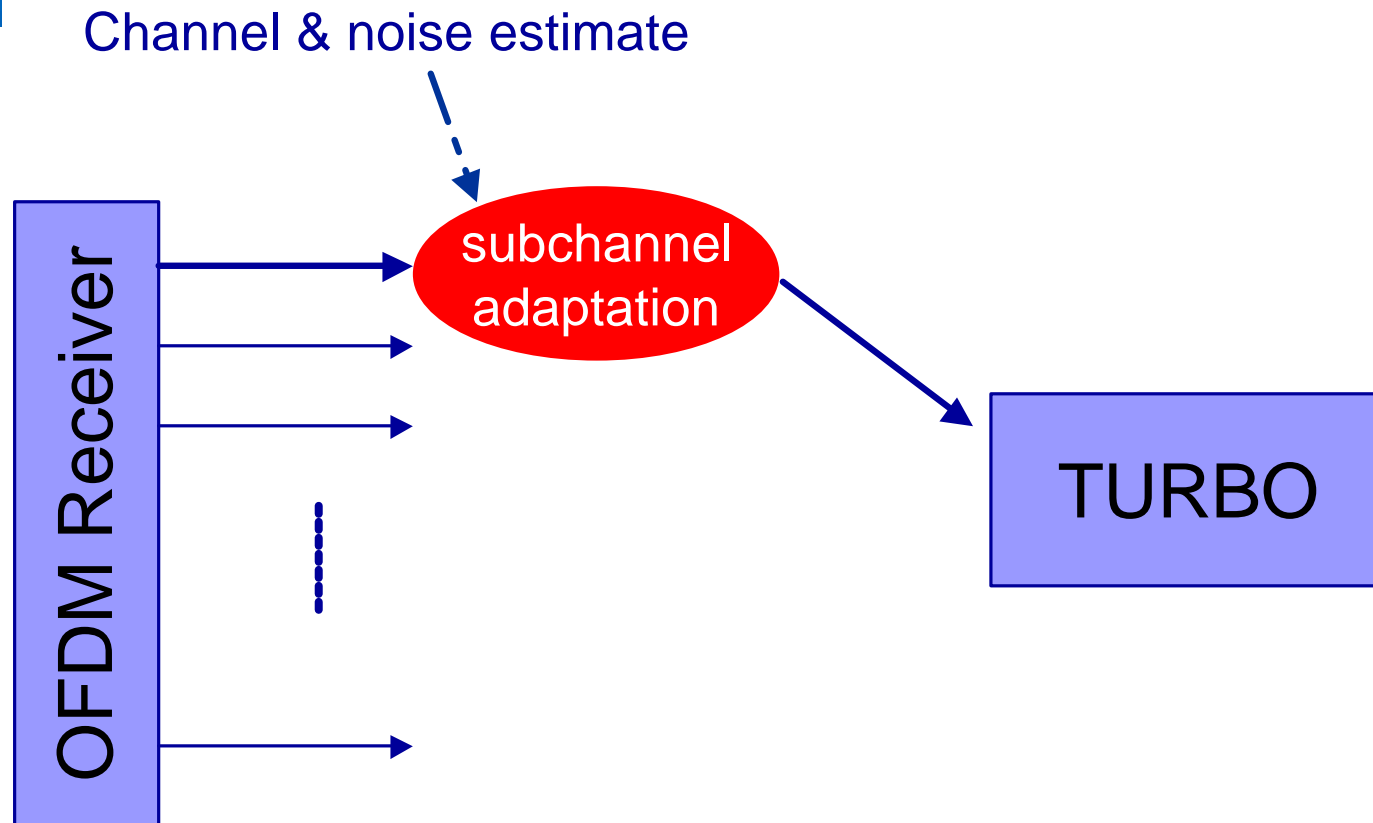 Channel & noise estimate
subchannel
adaptation
OFDM Receiver
TURBO